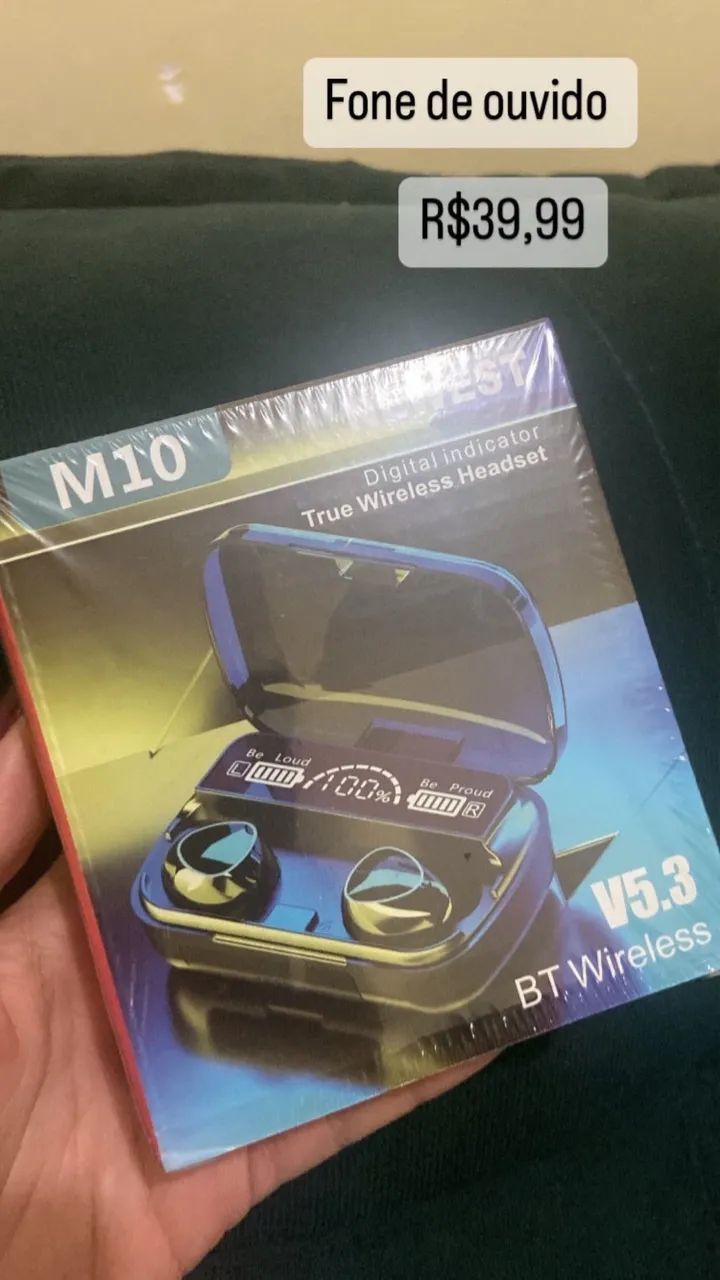 Fone de ouvido
R$39,99
M10
Digital indicator
True Wireless Headset
Be Loud
Be Proud
L
100%
R
V5.3
BT Wireless